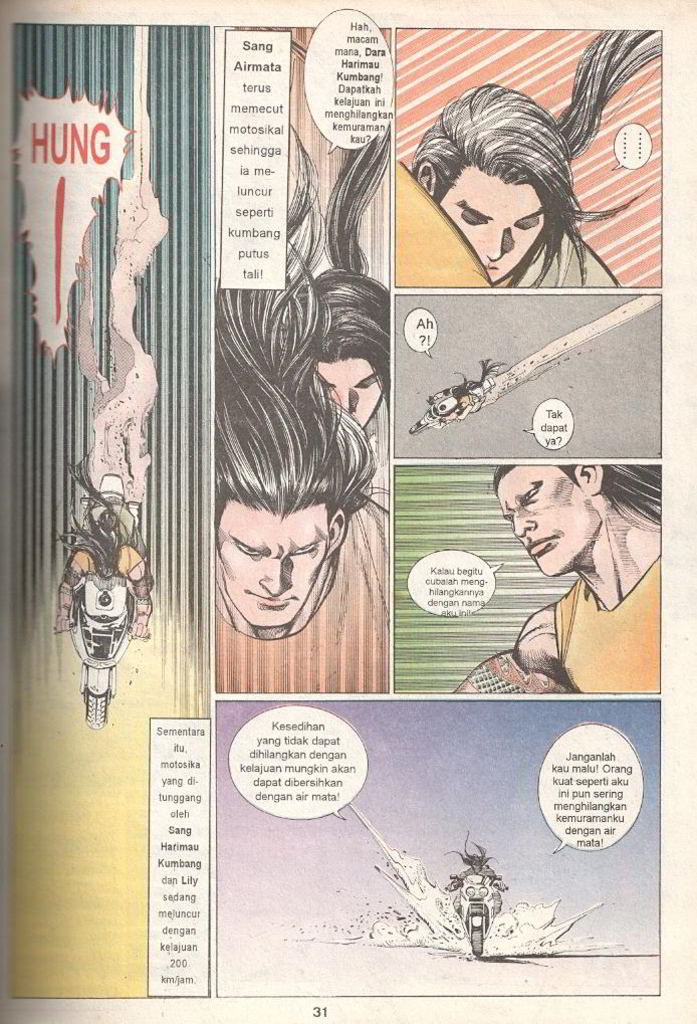 HUNG
!
Sang
Airmata
terus
memecut
motosikal
sehingga
ia me-
luncur
seperti
kumbang
putus
tali!
Hah,
macam
mana, Dara
Harimau
Kumbang!
Dapatkah
kelajuan ini
menghilangkan
kemuraman
kau?
......
Ah
?!
Tak
dapat
ya?
Kalau begitu
cubalah meng-
hilangkannya
dengan nama
aku ini!
Sementara
itu,
motosika
yang di-
tunggang
oleh
Sang
Harimau
Kumbang
dan Lily
sedang
meluncur
dengan
kelajuan
200
km/jam.
Kesedihan
yang tidak dapat
dihilangkan dengan
kelajuan mungkin akan
dapat dibersihkan
dengan air mata!
Janganlah
kau malu! Orang
kuat seperti aku
ini pun sering
menghilangkan
kemuramanku
dengan air
mata!
31